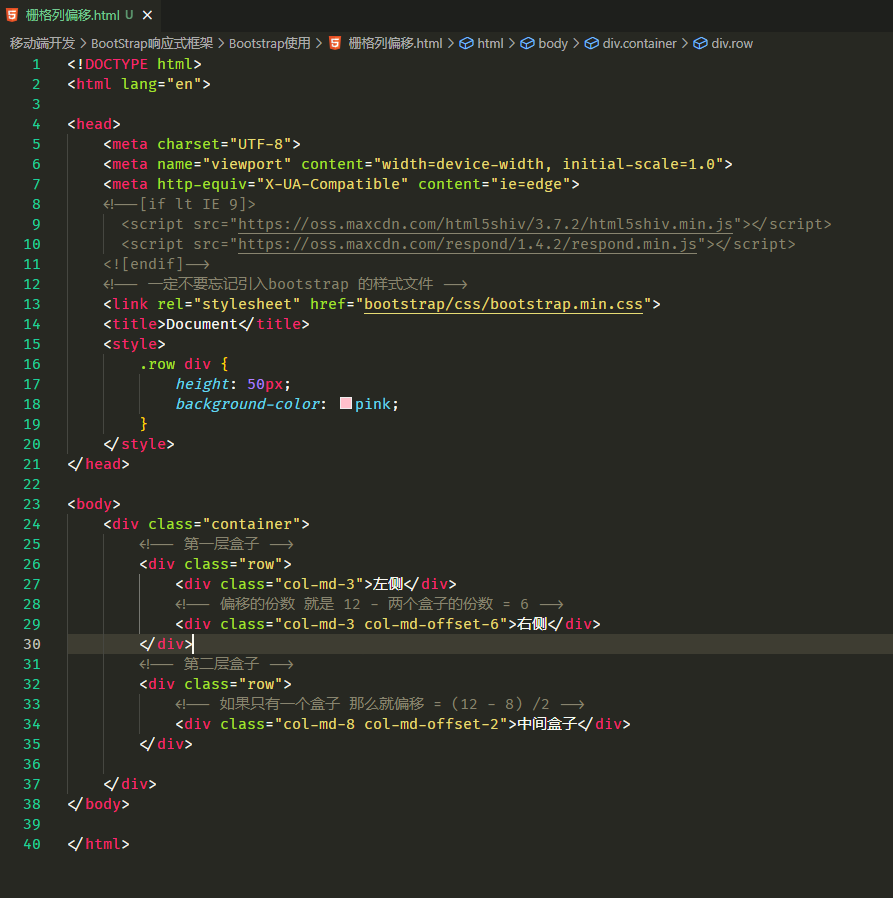 栅格列偏移.html U ×
移动端开发 > BootStrap响应式框架 > Bootstrap使用 > 栅格列偏移.html > html > body > div.container > div.row
1 <!DOCTYPE html>
2 <html lang="en">
3
4 <head>
5     <meta charset="UTF-8">
6     <meta name="viewport" content="width=device-width, initial-scale=1.0">
7     <meta http-equiv="X-UA-Compatible" content="ie=edge">
8     <!--[if lt IE 9]>
9       <script src="https://oss.maxcdn.com/html5shiv/3.7.2/html5shiv.min.js"></script>
10       <script src="https://oss.maxcdn.com/respond/1.4.2/respond.min.js"></script>
11     <![endif]-->
12     <!-- 一定不要忘记引入bootstrap 的样式文件 -->
13     <link rel="stylesheet" href="bootstrap/css/bootstrap.min.css">
14     <title>Document</title>
15     <style>
16         .row div {
17             height: 50px;
18             background-color: pink;
19         }
20     </style>
21 </head>
22
23 <body>
24     <div class="container">
25         <!-- 第一层盒子 -->
26         <div class="row">
27             <div class="col-md-3">左侧</div>
28             <!-- 偏移的份数 就是 12 - 两个盒子的份数 = 6 -->
29             <div class="col-md-3 col-md-offset-6">右侧</div>
30         </div>
31         <!-- 第二层盒子 -->
32         <div class="row">
33             <!-- 如果只有一个盒子 那么就偏移 = (12 - 8) /2 -->
34             <div class="col-md-8 col-md-offset-2">中间盒子</div>
35         </div>
36
37     </div>
38 </body>
39
40 </html>